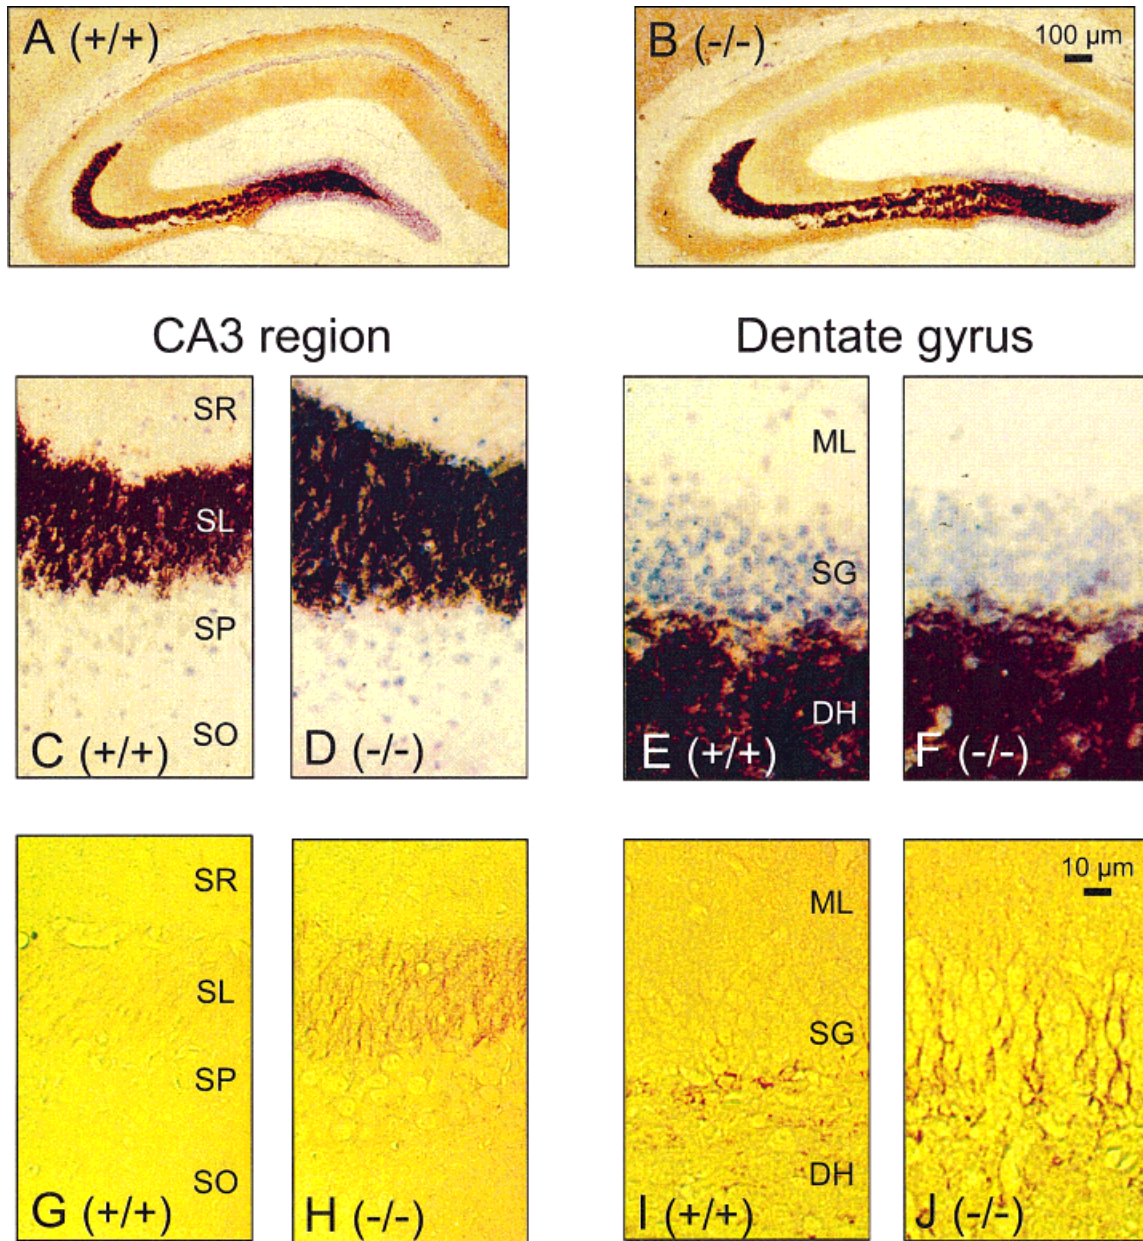 A (+/+)
B (-/-)
100 µm
CA3 region
Dentate gyrus
SR
SL
SP
SO
C (+/+)
D (-/-)
ML
SG
DH
E (+/+)
F (-/-)
SR
SL
SP
SO
G (+/+)
H (-/-)
ML
SG
DH
I (+/+)
10 µm
J (-/-)